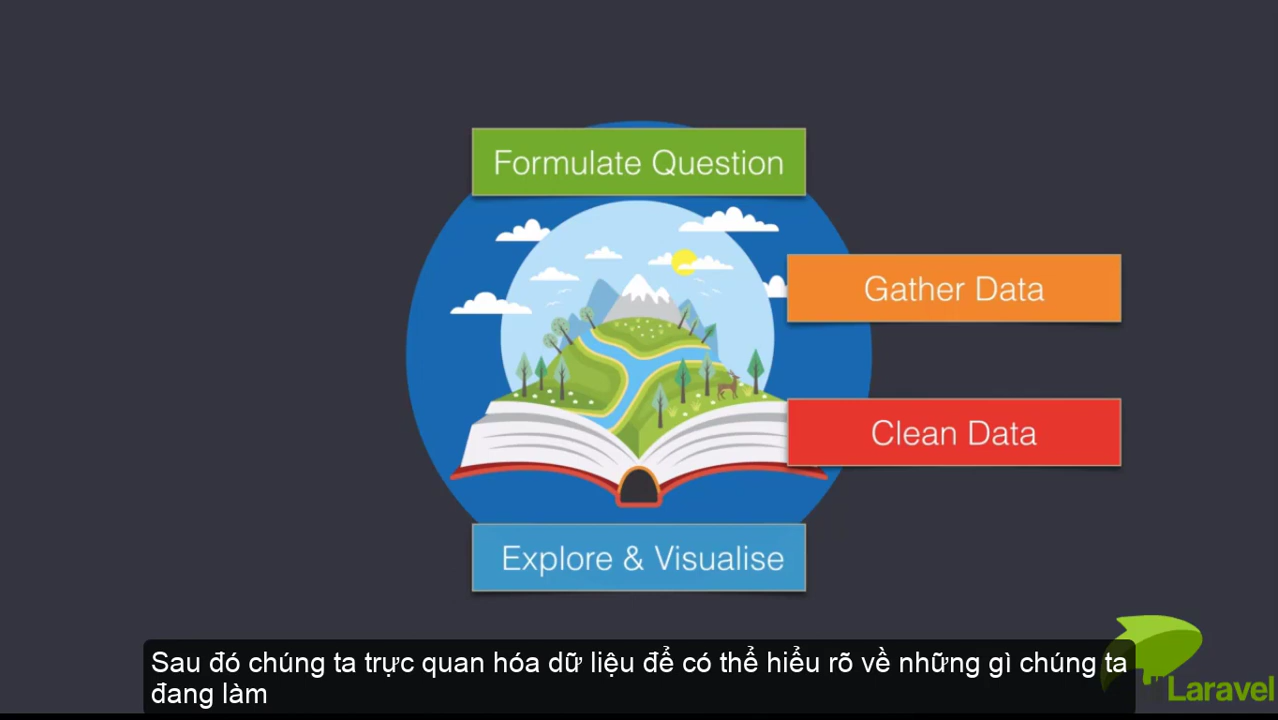 Formulate Question
Gather Data
Clean Data
Explore & Visualise
Sau đó chúng ta trực quan hóa dữ liệu để có thể hiểu rõ về những gì chúng ta
đang làm
Laravel